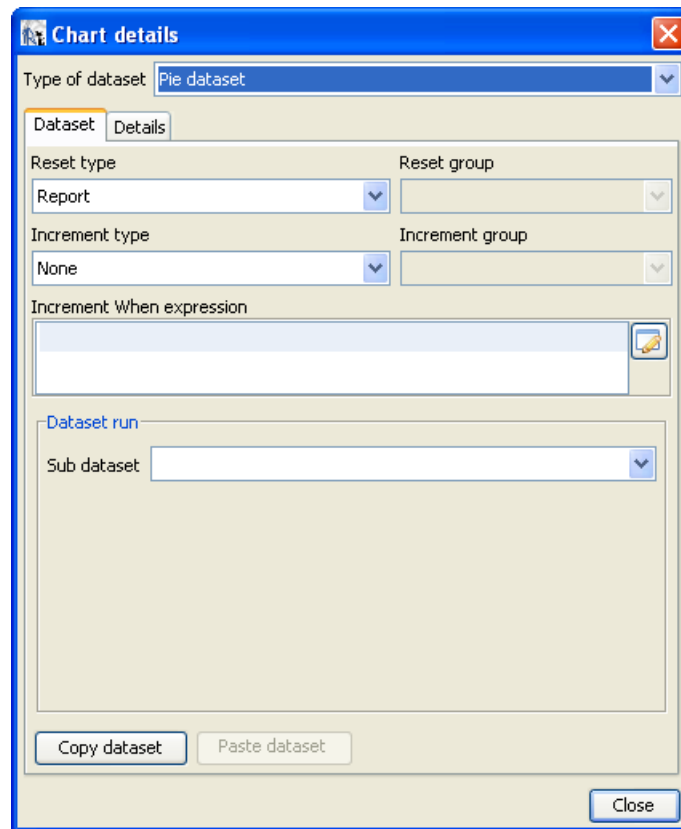 Chart details
Type of dataset Pie dataset
Dataset Details
Reset type Reset group
Report
Increment type Increment group
None
Increment When expression
Dataset run
Sub dataset
Copy dataset Paste dataset
Close